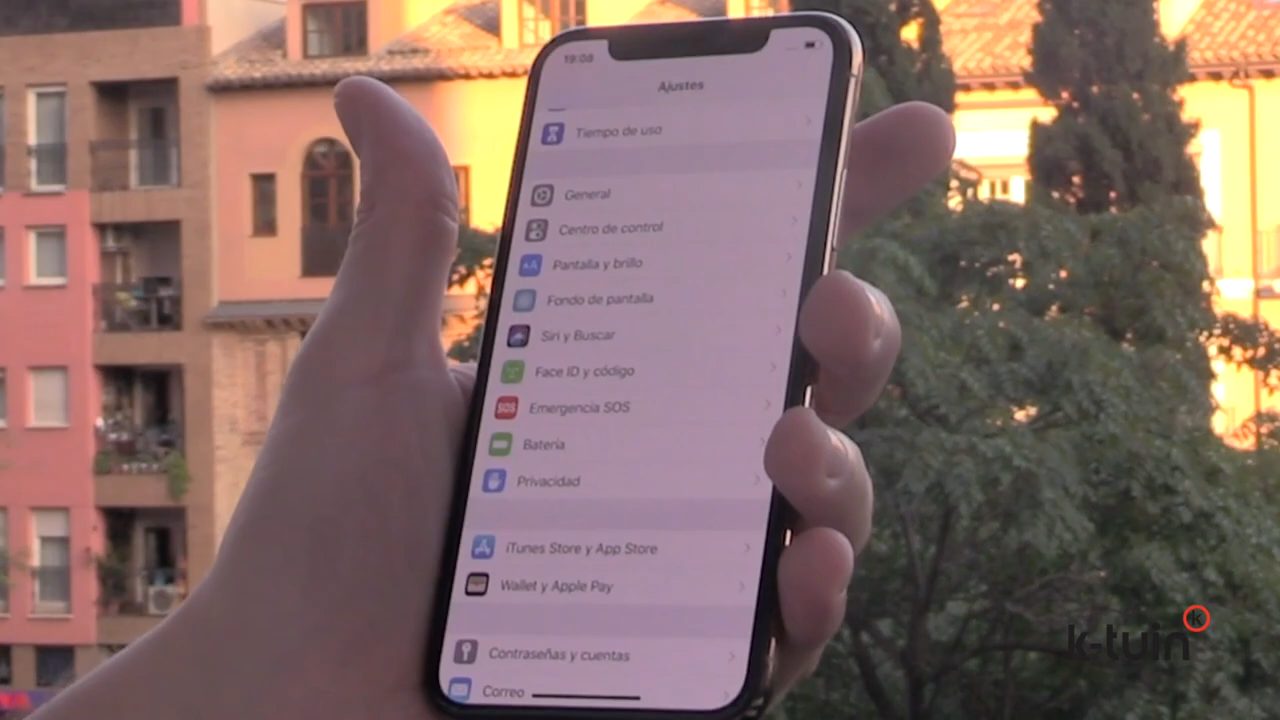 19:08
Ajustes
Tiempo de uso
General
Centro de control
AA
Pantalla y brillo
Fondo de pantalla
Siri y Buscar
Face ID y código
SOS
Emergencia SOS
Batería
Privacidad
iTunes Store y App Store
Wallet y Apple Pay
Contraseñas y cuentas
Correo
k-tuin
k